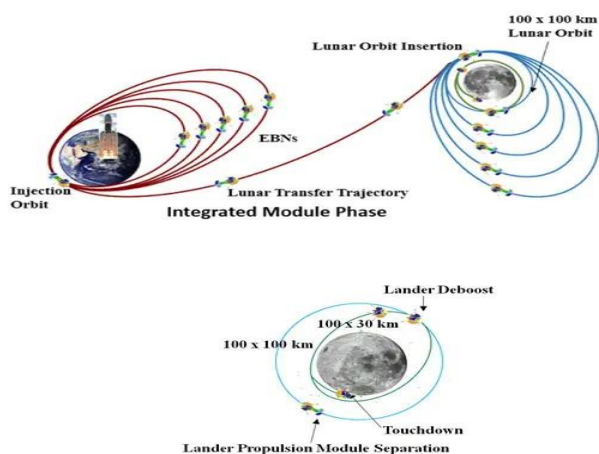 Lunar Orbit Insertion
100 x 100 km
Lunar Orbit
EBNs
Injection
Orbit
Lunar Transfer Trajectory
Integrated Module Phase
Lander Deboost
100 x 30 km
100 x 100 km
Touchdown
Lander Propulsion Module Separation